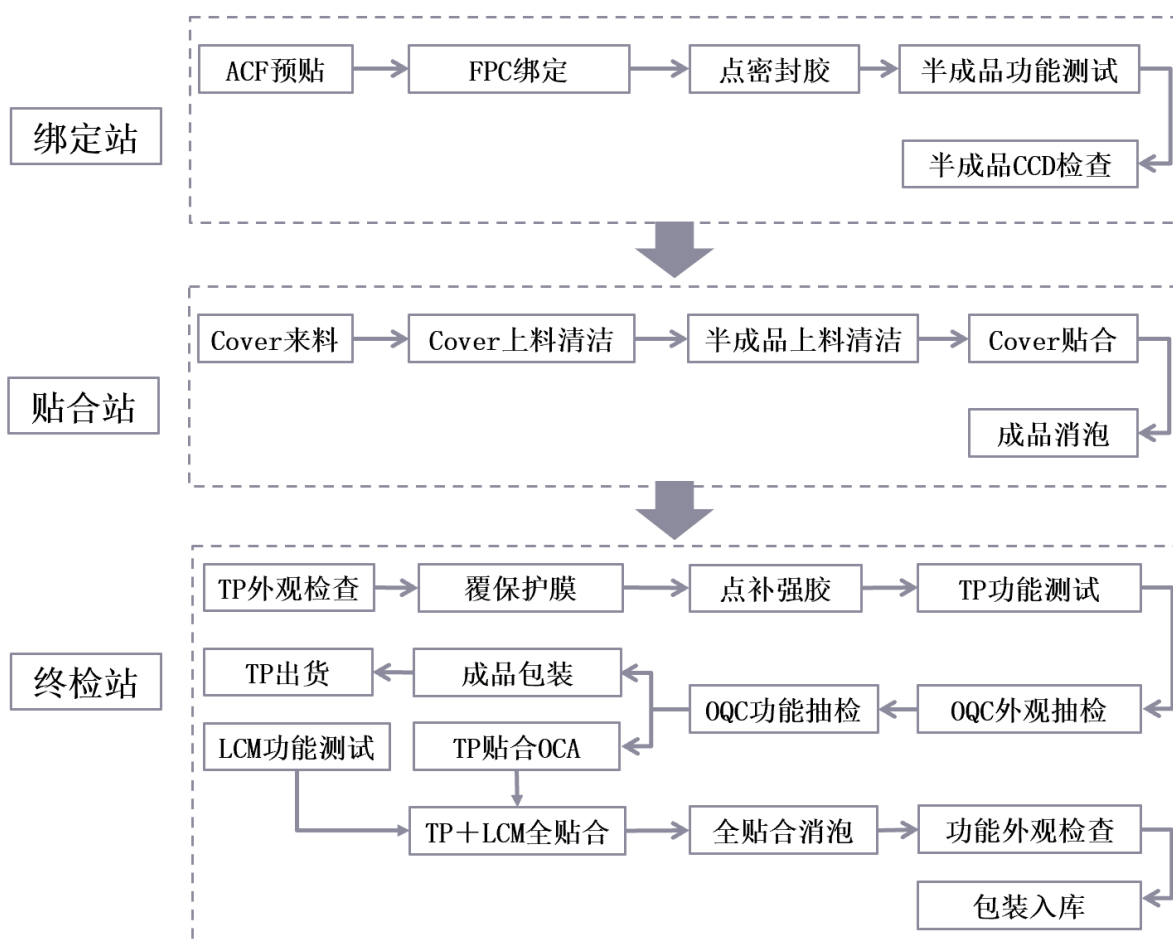 绑定站
ACF预贴
FPC绑定
点密封胶
半成品功能测试
半成品CCD检查
贴合站
Cover来料
Cover上料清洁
半成品上料清洁
Cover贴合
成品消泡
终检站
TP外观检查
覆保护膜
点补强胶
TP功能测试
TP出货
成品包装
OQC功能抽检
OQC外观抽检
LCM功能测试
TP贴合OCA
TP＋LCM全贴合
全贴合消泡
功能外观检查
包装入库